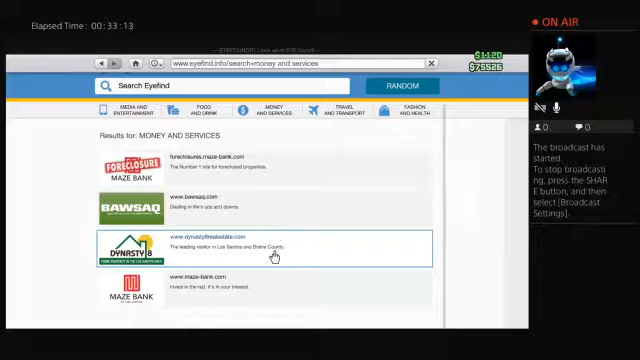 Elapsed Time : 00:33:13
ON AIR
www.eyefind.info/search+money and services
$1120
$75526
Search Eyefind
RANDOM
MEDIA AND ENTERTAINMENT
FOOD AND DRINK
MONEY AND SERVICES
TRAVEL AND TRANSPORT
FASHION AND HEALTH
0
0
Results for: MONEY AND SERVICES
FORECLOSURE
MAZE BANK
foreclosures.maze-bank.com
The Number 1 site for foreclosed properties.
BAWSAQ
www.bawsaq.com
Dealing in life's ups and downs.
DYNASTY 8
www.dynasty8realestate.com
The leading realtor in Los Santos and Blaine County.
MAZE BANK
www.maze-bank.com
Invest in the red. It's in your interest.
The broadcast has
started.
To stop broadcasti
ng, press the SHAR
E button, and then
select [Broadcast
Settings].